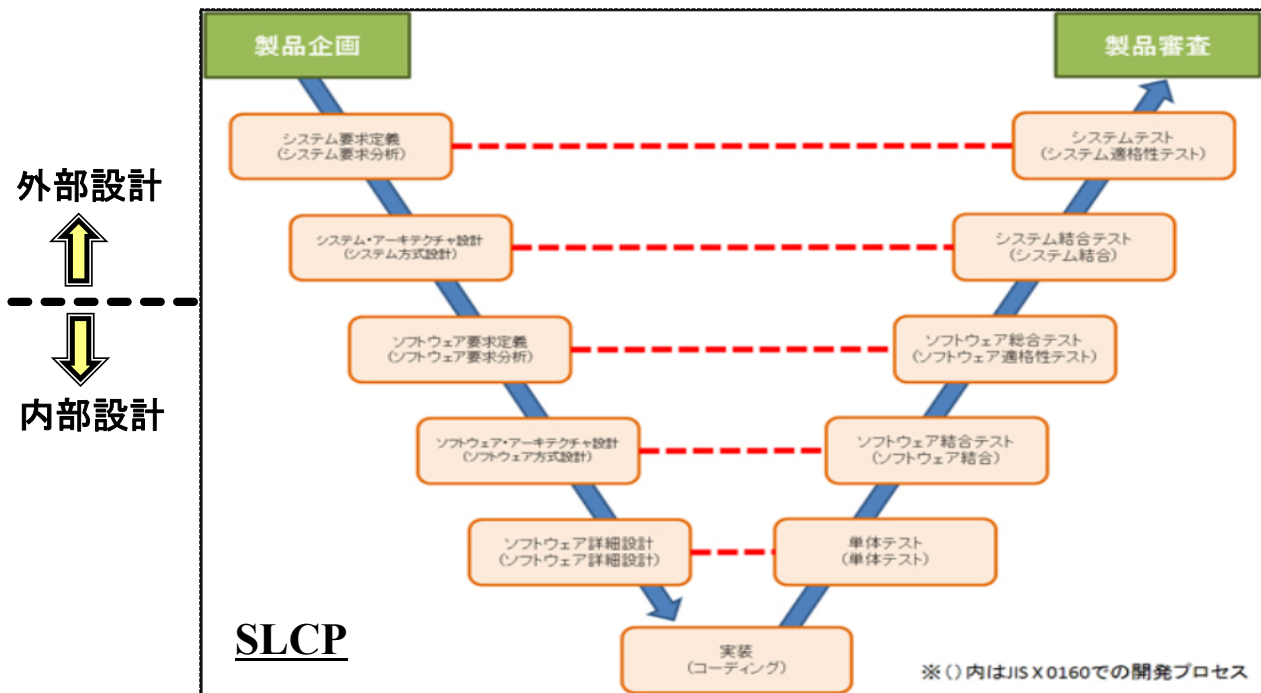 製品企画
製品審査
システム要求定義
(システム要求分析)
システムテスト
(システム適格性テスト)
外部設計
システム・アーキテクチャ設計
(システム方式設計)
システム結合テスト
(システム結合)
ソフトウェア要求定義
(ソフトウェア要求分析)
ソフトウェア総合テスト
(ソフトウェア適格性テスト)
内部設計
ソフトウェア・アーキテクチャ設計
(ソフトウェア方式設計)
ソフトウェア結合テスト
(ソフトウェア結合)
ソフトウェア詳細設計
(ソフトウェア詳細設計)
単体テスト
(単体テスト)
SLCP
実装
(コーディング)
※()内はJIS X 0160での開発プロセス